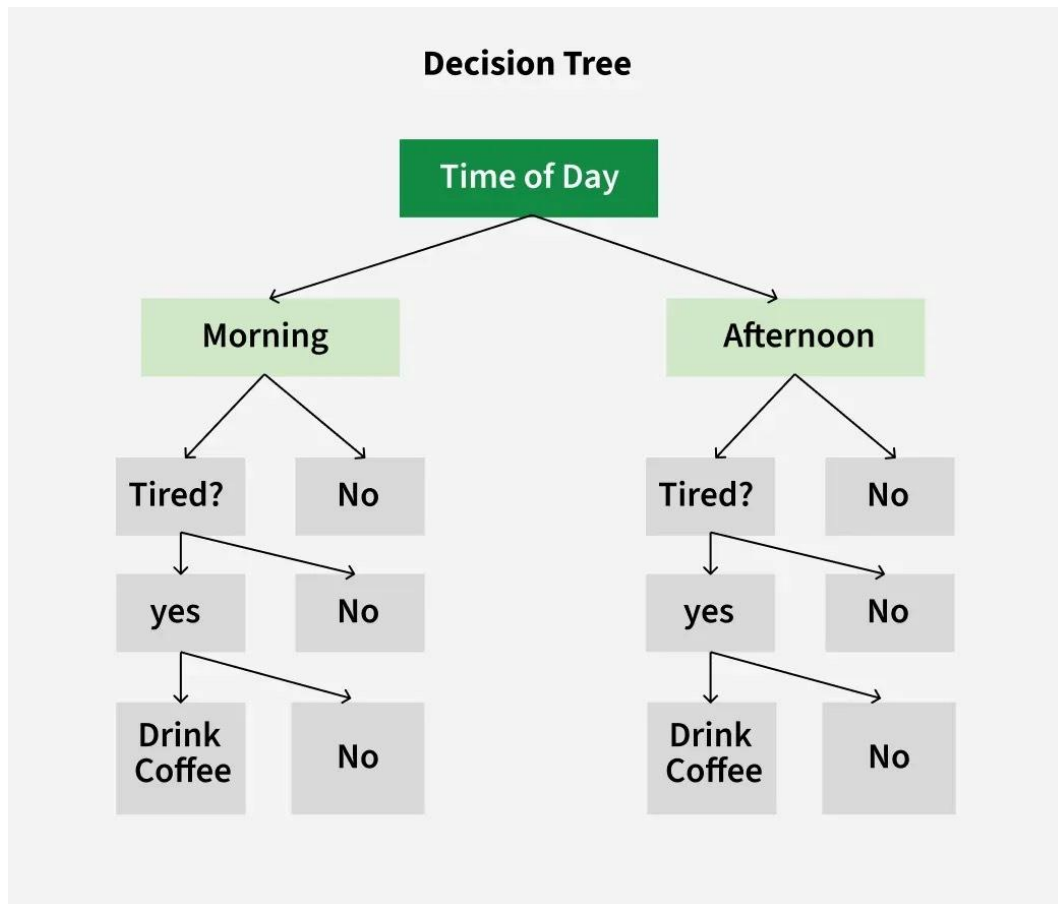 Decision Tree
Time of Day
Morning
Afternoon
Tired?
No
Tired?
No
yes
No
yes
No
Drink
Coffee
No
Drink
Coffee
No